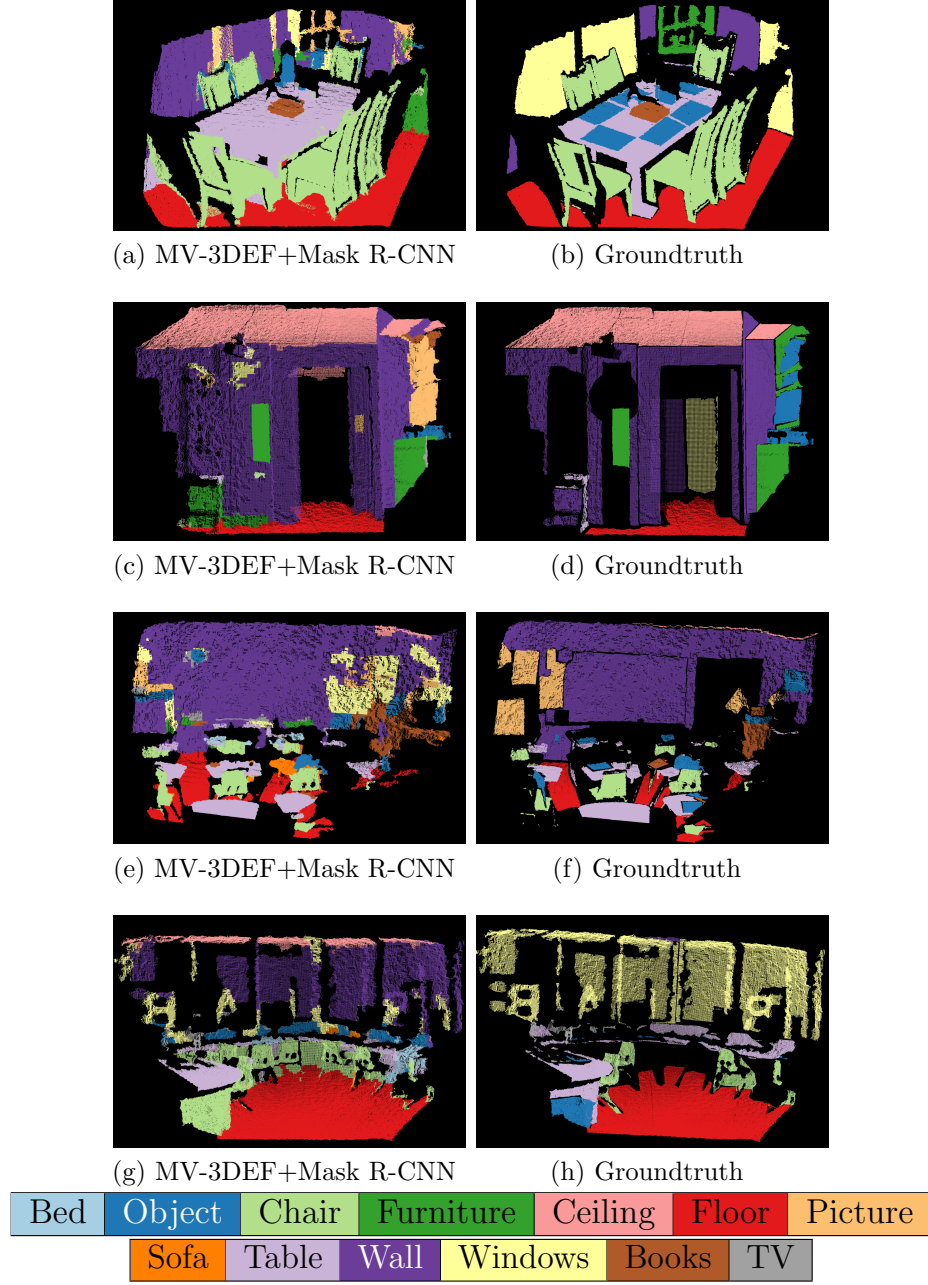 (a) MV-3DEF+Mask R-CNN (b) Groundtruth
(c) MV-3DEF+Mask R-CNN (d) Groundtruth
(e) MV-3DEF+Mask R-CNN (f) Groundtruth
(g) MV-3DEF+Mask R-CNN (h) Groundtruth
Bed Object Chair Furniture Ceiling Floor Picture
Sofa Table Wall Windows Books TV